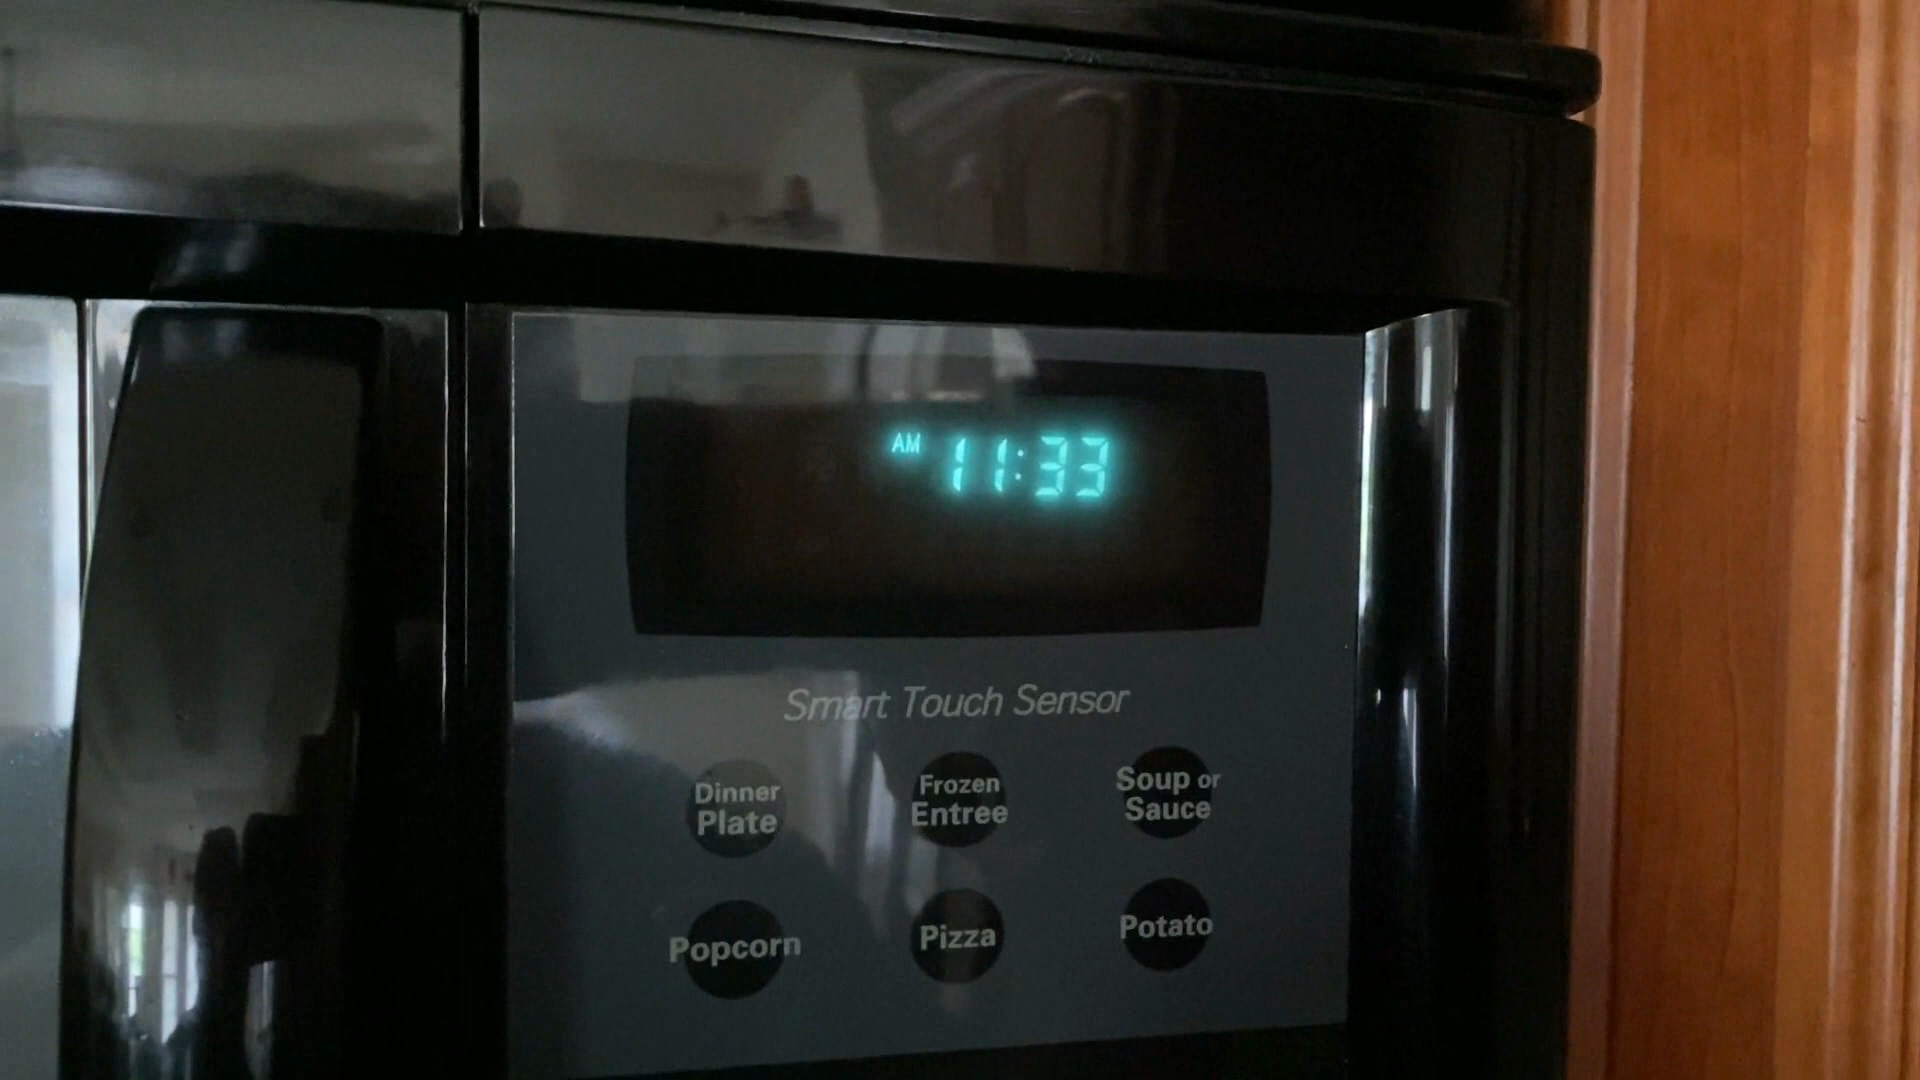 AM 11:33
Smart Touch Sensor
Dinner
Plate
Frozen
Entree
Soup or
Sauce
Popcorn
Pizza
Potato